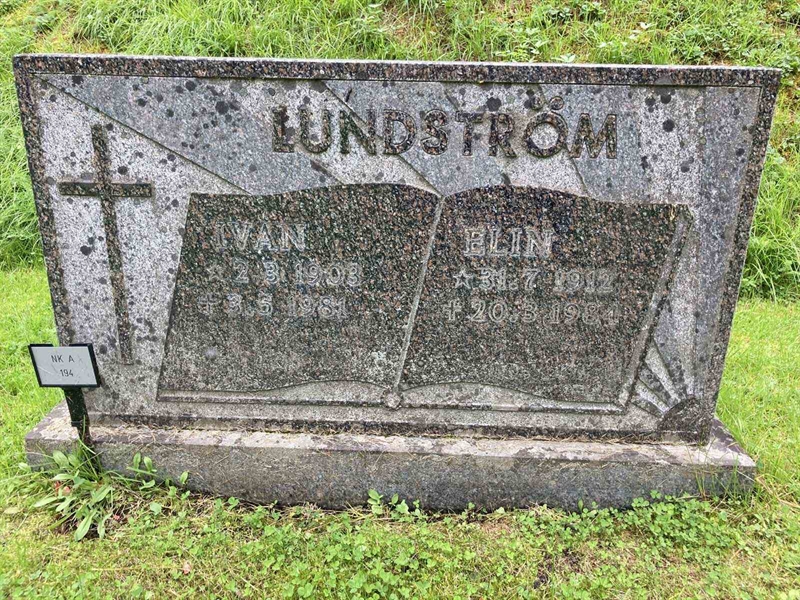 LUNDSTRÖM
IVAN
☆ 2.3 1903
✝ 3.5 1981
ELIN
☆ 31.7 1912
✝ 20.3 1984
NK A
194